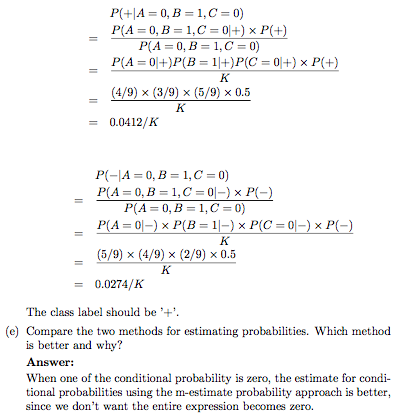 P(+|A = 0, B = 1, C = 0)
= P(A = 0, B = 1, C = 0|+) × P(+)
P(A = 0, B = 1, C = 0)
= P(A = 0|+)P(B = 1|+)P(C = 0|+) × P(+)
K
= (4/9) × (3/9) × (5/9) × 0.5
K
= 0.0412/K
P(−|A = 0, B = 1, C = 0)
= P(A = 0, B = 1, C = 0|−) × P(−)
P(A = 0, B = 1, C = 0)
= P(A = 0|−) × P(B = 1|−) × P(C = 0|−) × P(−)
K
= (5/9) × (4/9) × (2/9) × 0.5
K
= 0.0274/K
The class label should be '+'.
(e) Compare the two methods for estimating probabilities. Which method
is better and why?
Answer:
When one of the conditional probability is zero, the estimate for condi-
tional probabilities using the m-estimate probability approach is better,
since we don't want the entire expression becomes zero.